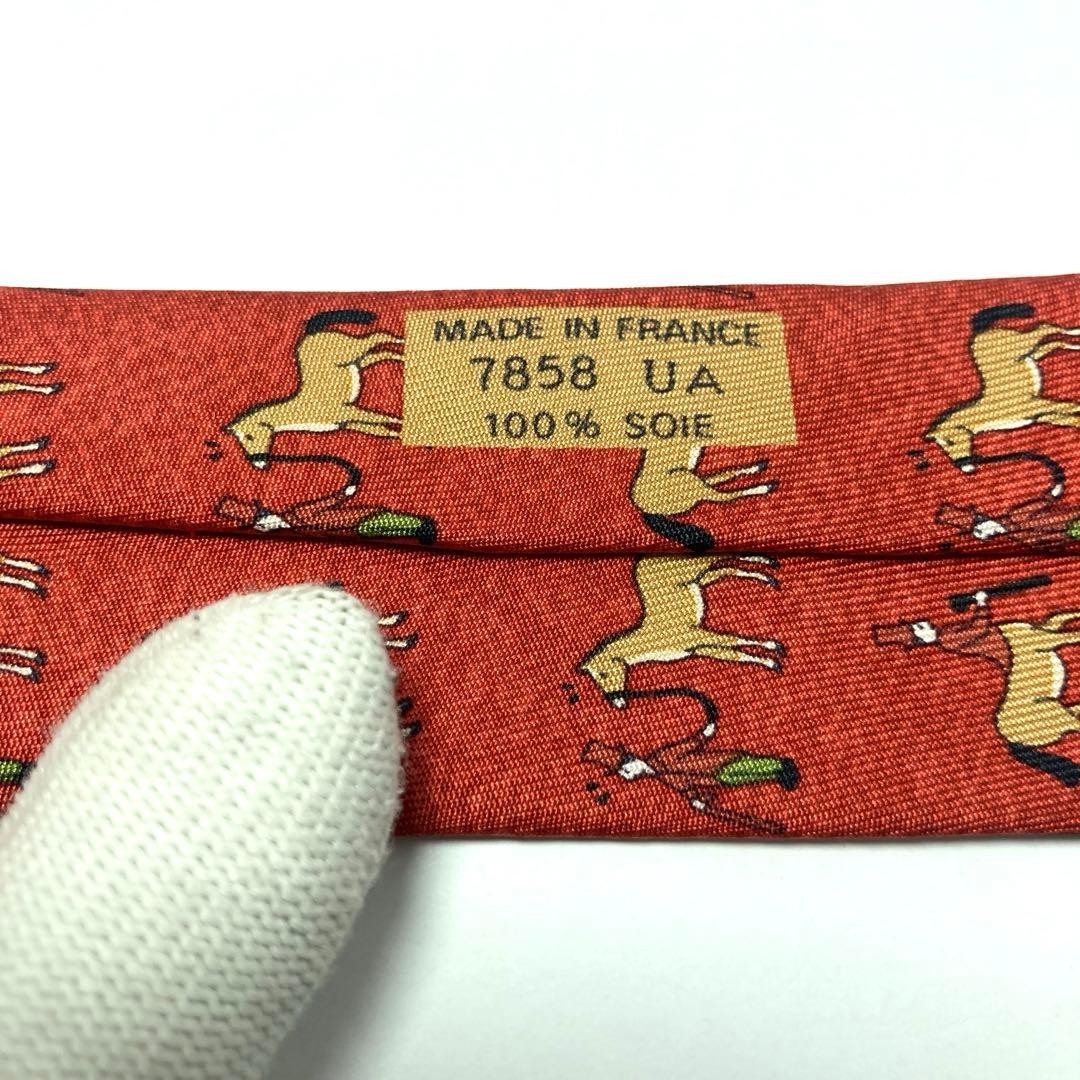 MADE IN FRANCE
7858 UA
100% SOIE